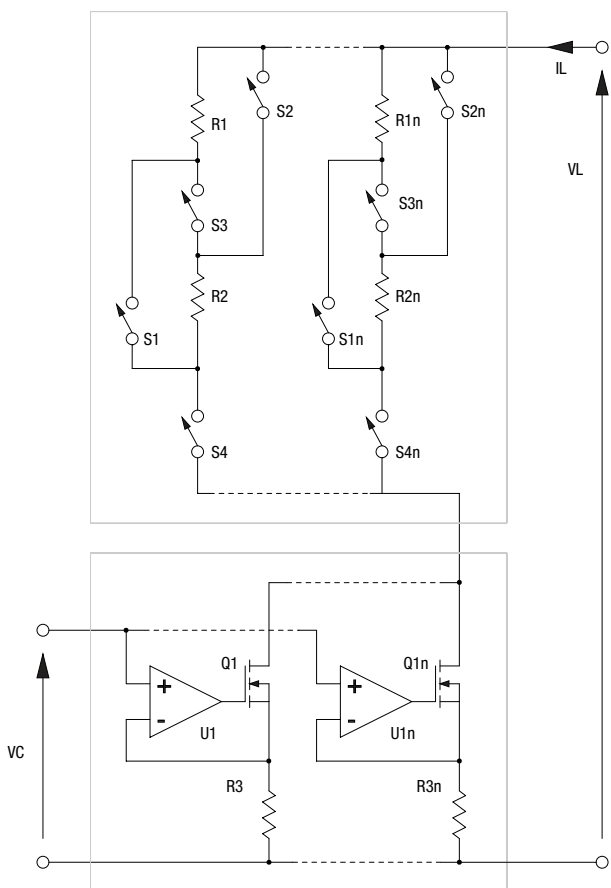 IL
S2
S2n
R1
R1n
VL
S3
S3n
R2
R2n
S1
S1n
S4
S4n
Q1
Q1n
+
+
-
-
U1
U1n
VC
R3
R3n